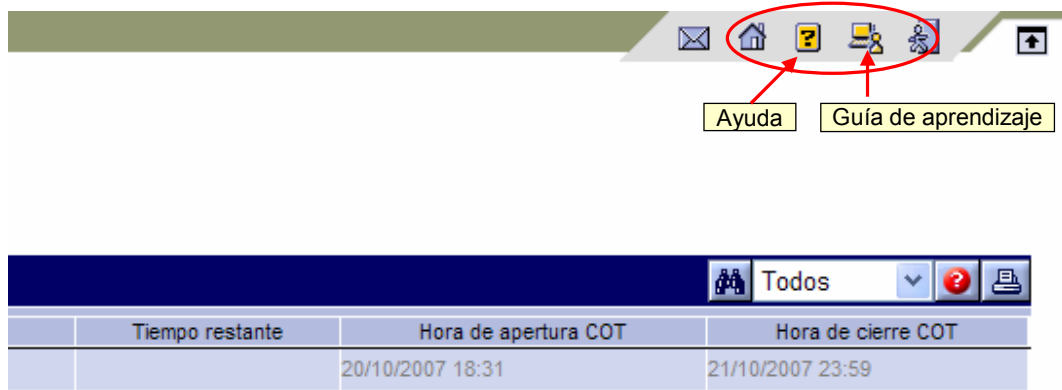 Ayuda
Guía de aprendizaje
Todos
Tiempo restante
Hora de apertura COT
Hora de cierre COT
20/10/2007 18:31
21/10/2007 23:59